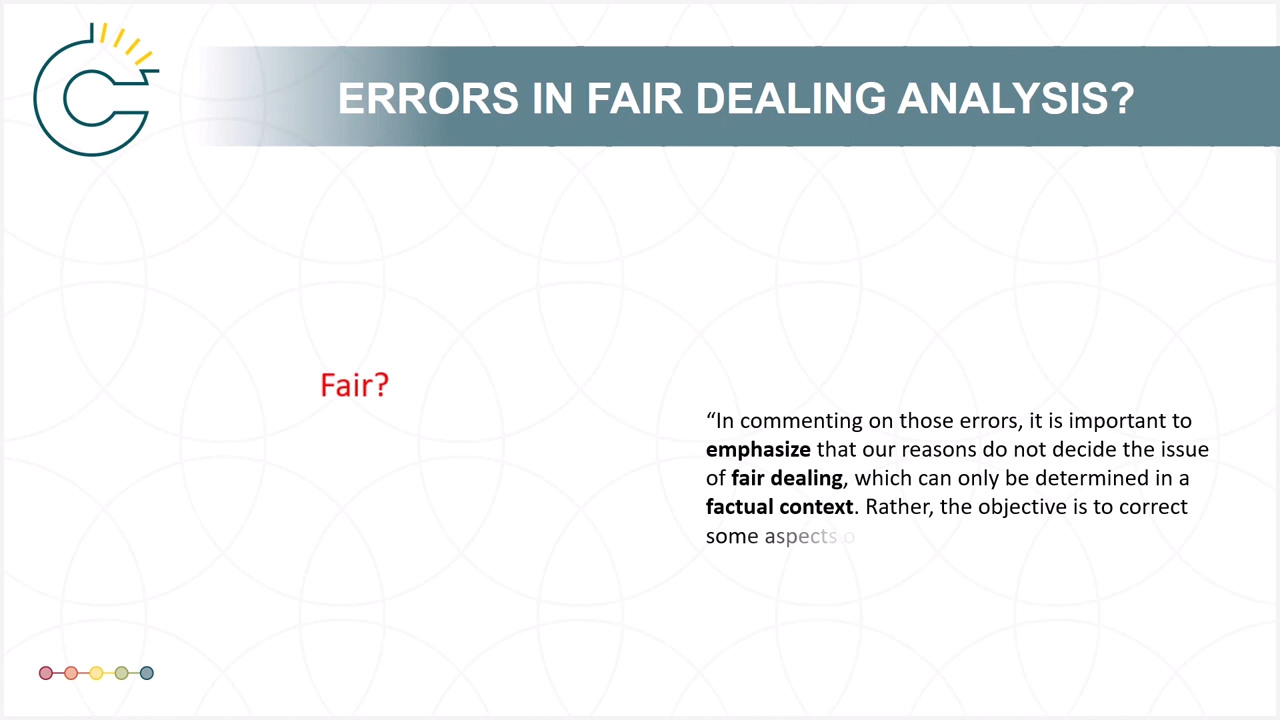 ERRORS IN FAIR DEALING ANALYSIS?
Fair?
“In commenting on those errors, it is important to
emphasize that our reasons do not decide the issue
of fair dealing, which can only be determined in a
factual context. Rather, the objective is to correct
some aspects o